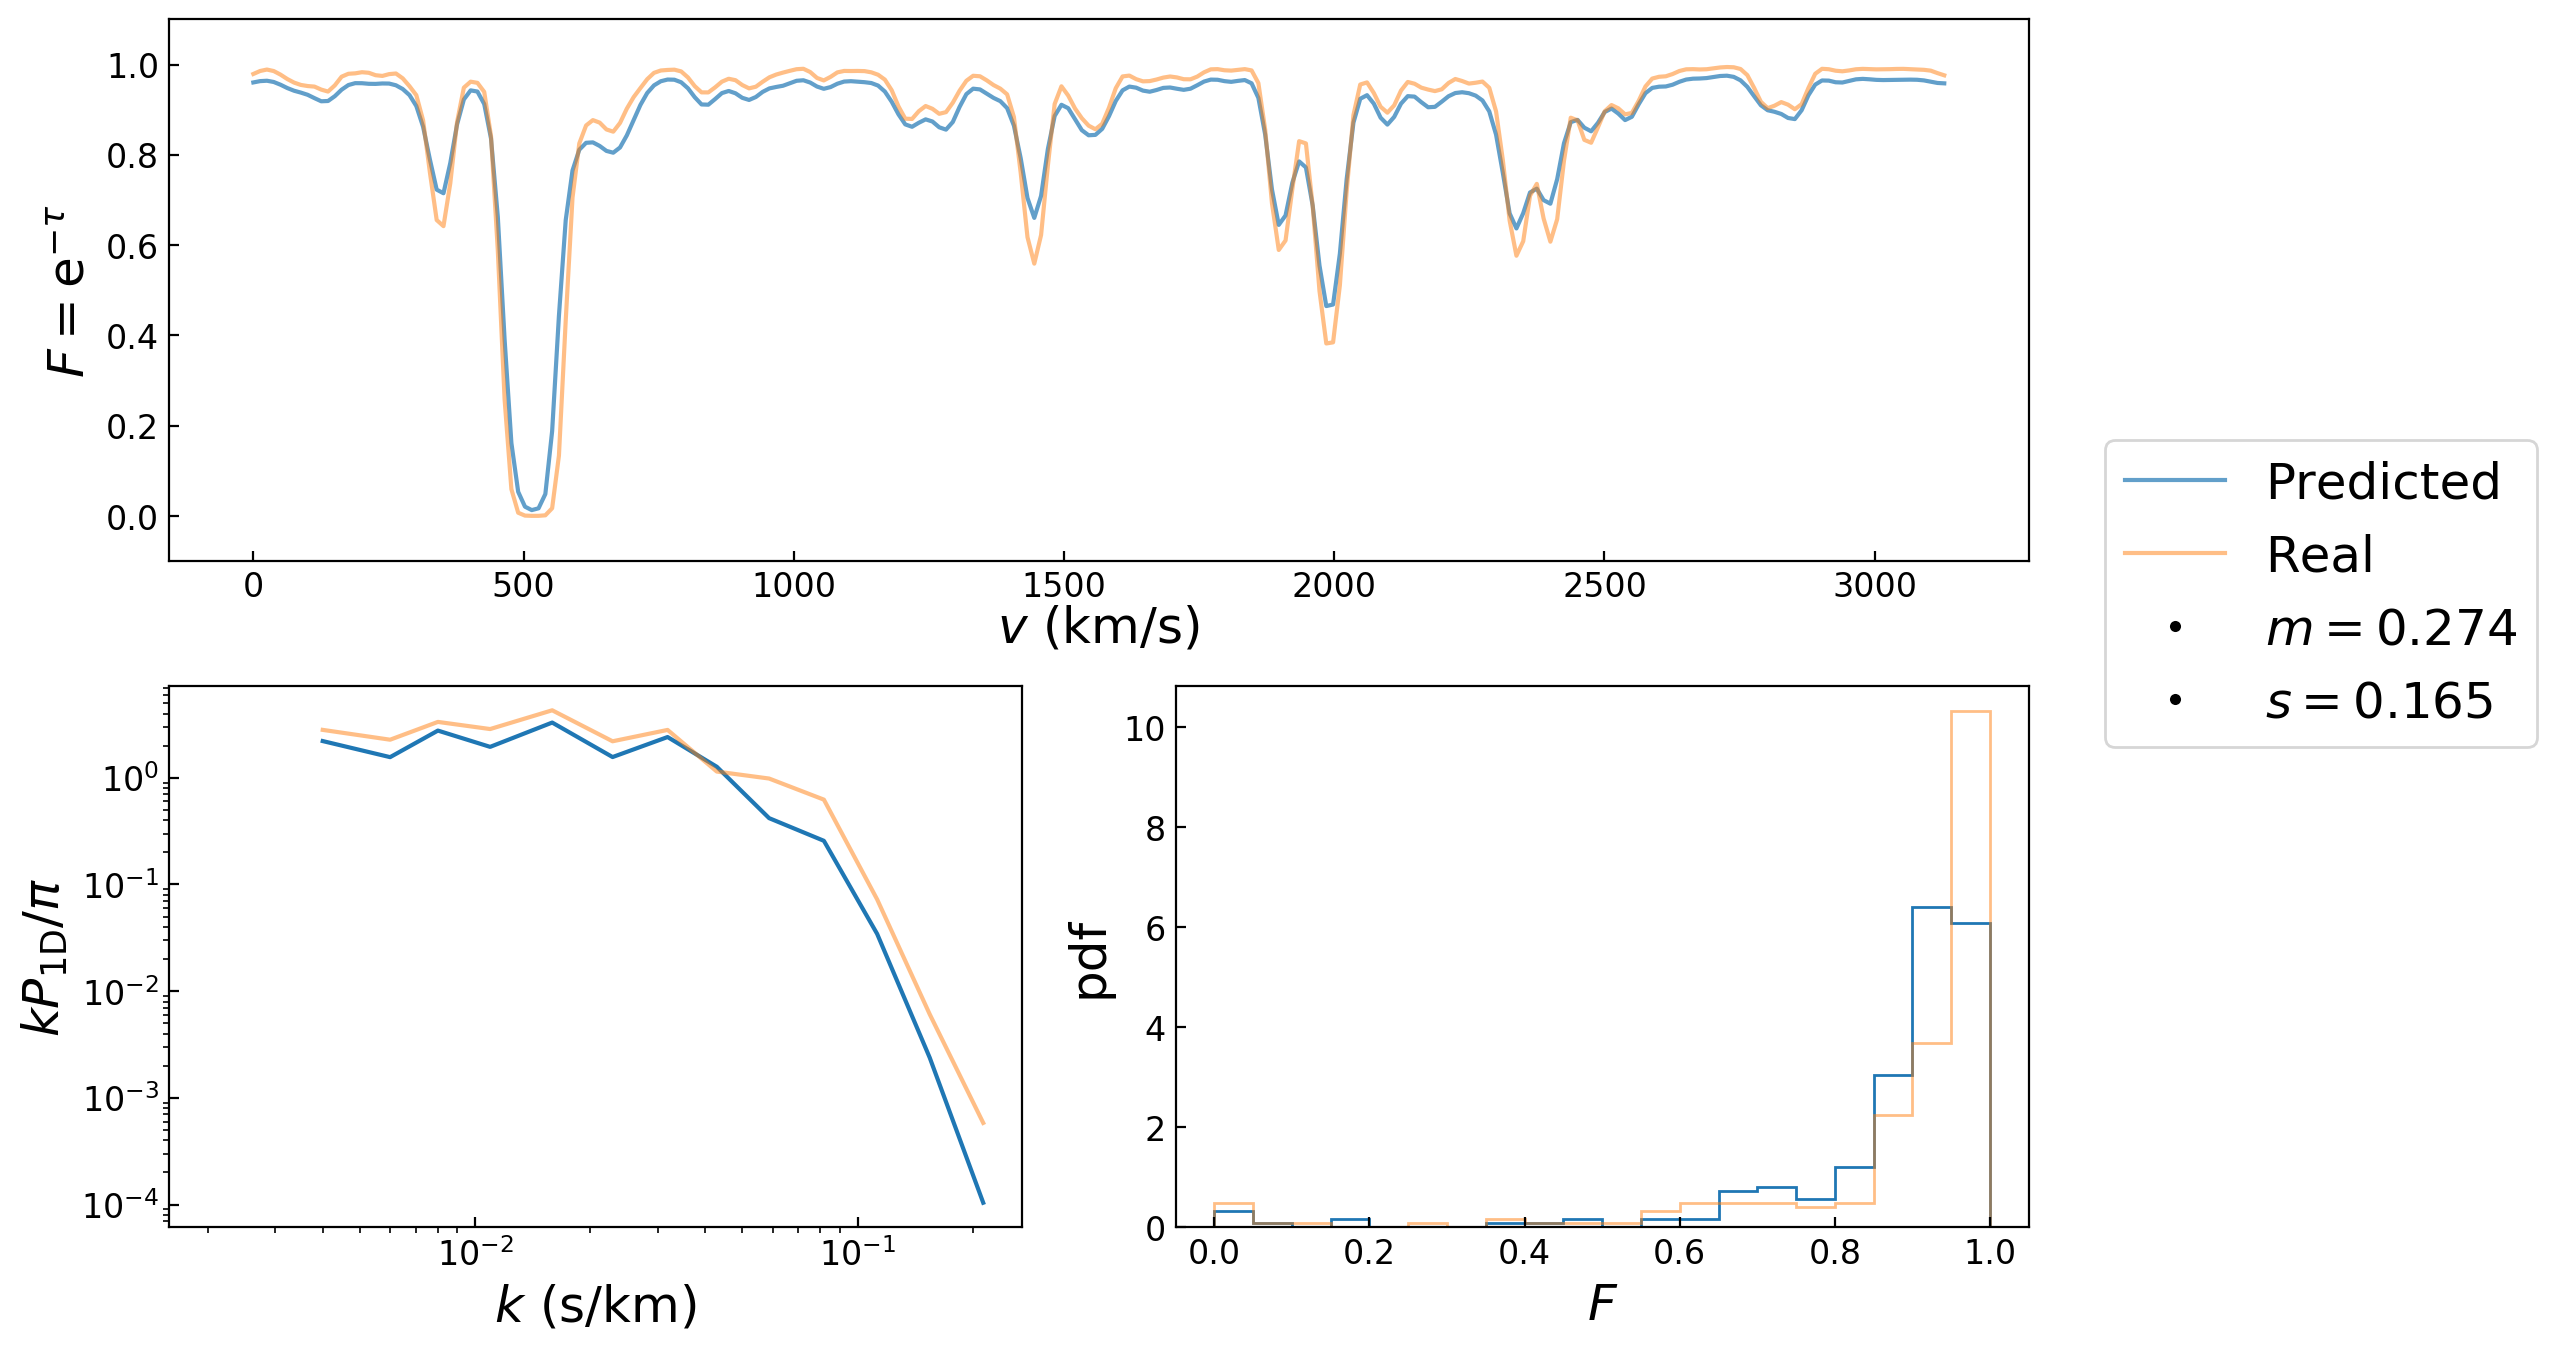 1.0
0.8
0.6
0.4
0.2
0.0
F = e^{−τ}
0 500 1000 1500 2000 2500 3000
v (km/s)
Predicted
Real
m = 0.274
s = 0.165
10^0
10^{−1}
10^{−2}
10^{−3}
10^{−4}
kP_{1D}/π
10^{−2} 10^{−1}
k (s/km)
10
8
6
4
2
0
pdf
0.0 0.2 0.4 0.6 0.8 1.0
F